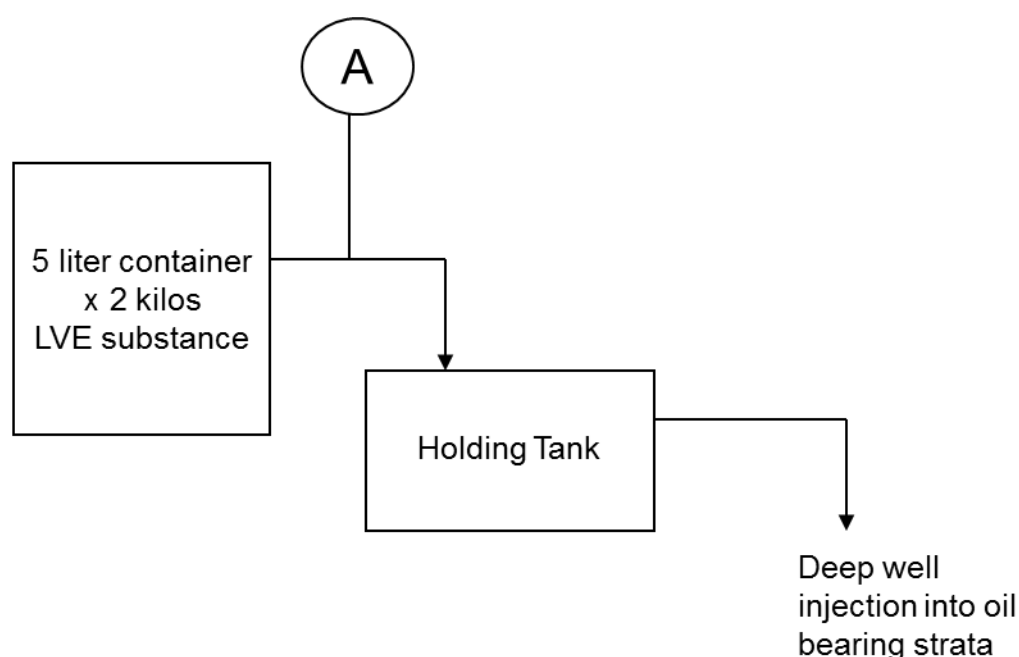 A
5 liter container
x 2 kilos
LVE substance
Holding Tank
Deep well
injection into oil
bearing strata